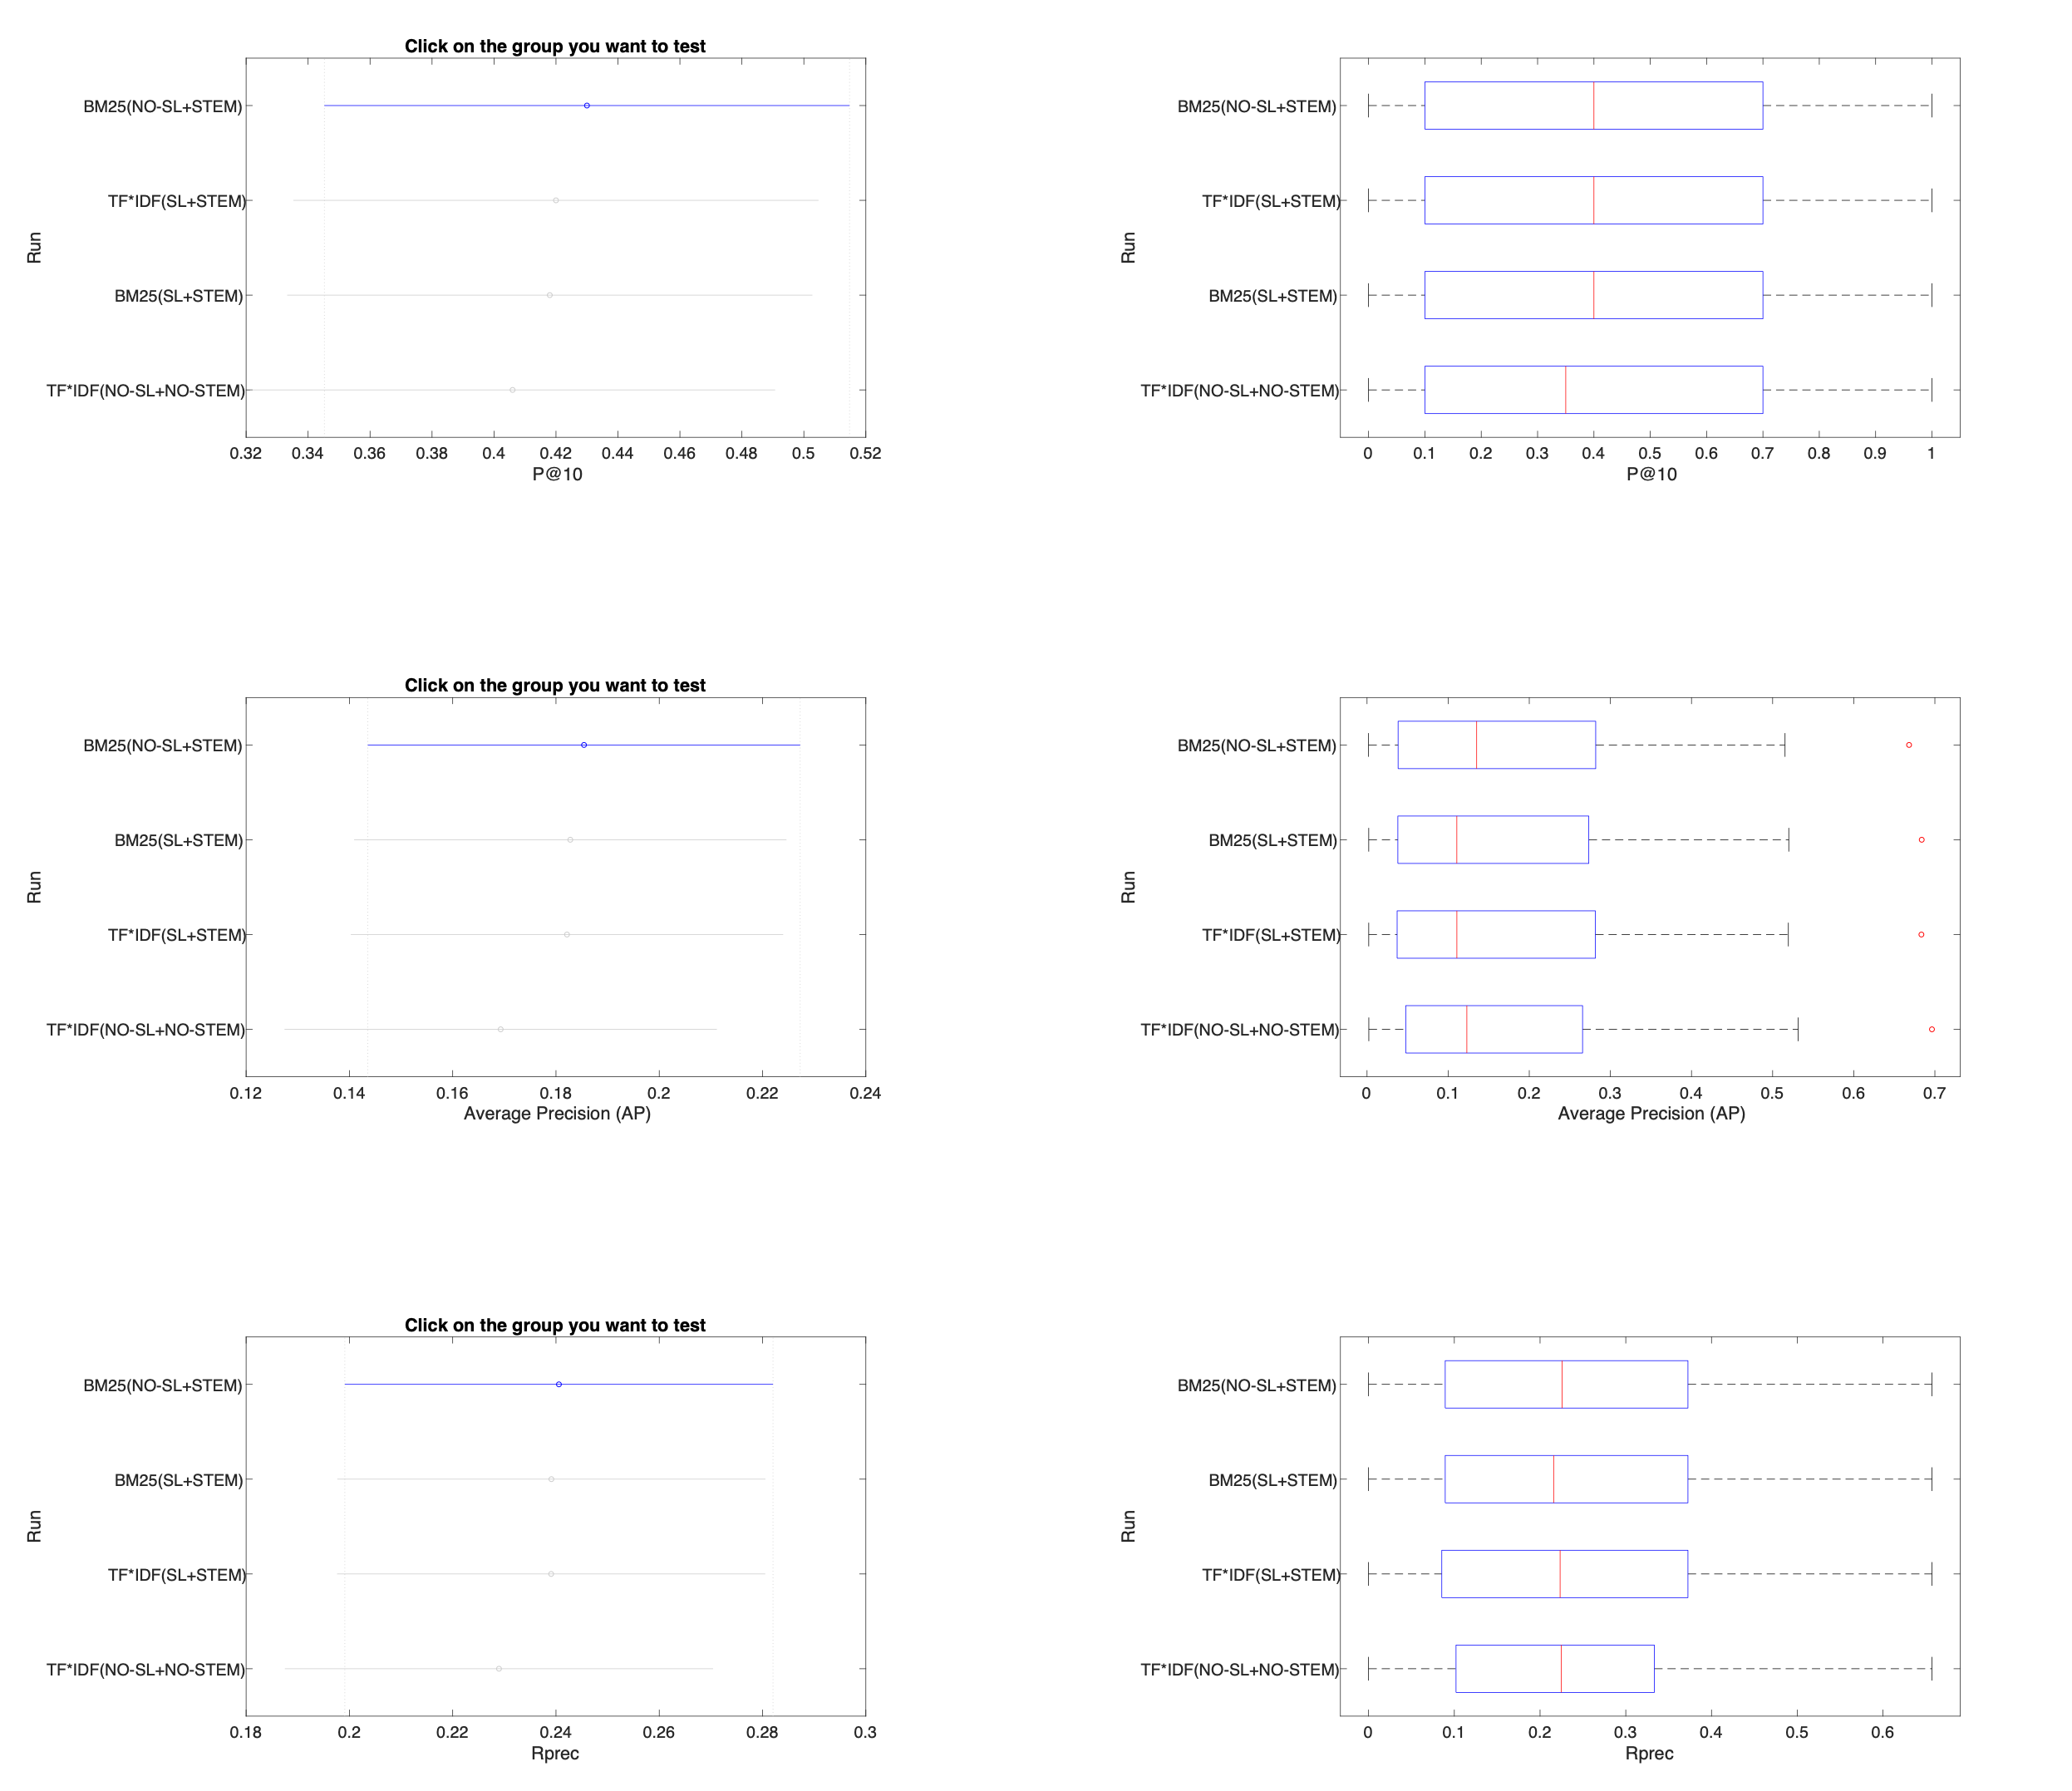 Click on the group you want to test
BM25(NO-SL+STEM)
TF*IDF(SL+STEM)
BM25(SL+STEM)
TF*IDF(NO-SL+NO-STEM)
Run
0.32 0.34 0.36 0.38 0.4 0.42 0.44 0.46 0.48 0.5 0.52
P@10
BM25(NO-SL+STEM)
TF*IDF(SL+STEM)
BM25(SL+STEM)
TF*IDF(NO-SL+NO-STEM)
Run
0 0.1 0.2 0.3 0.4 0.5 0.6 0.7 0.8 0.9 1
P@10
Click on the group you want to test
BM25(NO-SL+STEM)
BM25(SL+STEM)
TF*IDF(SL+STEM)
TF*IDF(NO-SL+NO-STEM)
Run
0.12 0.14 0.16 0.18 0.2 0.22 0.24
Average Precision (AP)
BM25(NO-SL+STEM)
BM25(SL+STEM)
TF*IDF(SL+STEM)
TF*IDF(NO-SL+NO-STEM)
Run
0 0.1 0.2 0.3 0.4 0.5 0.6 0.7
Average Precision (AP)
Click on the group you want to test
BM25(NO-SL+STEM)
BM25(SL+STEM)
TF*IDF(SL+STEM)
TF*IDF(NO-SL+NO-STEM)
Run
0.18 0.2 0.22 0.24 0.26 0.28 0.3
Rprec
BM25(NO-SL+STEM)
BM25(SL+STEM)
TF*IDF(SL+STEM)
TF*IDF(NO-SL+NO-STEM)
Run
0 0.1 0.2 0.3 0.4 0.5 0.6
Rprec